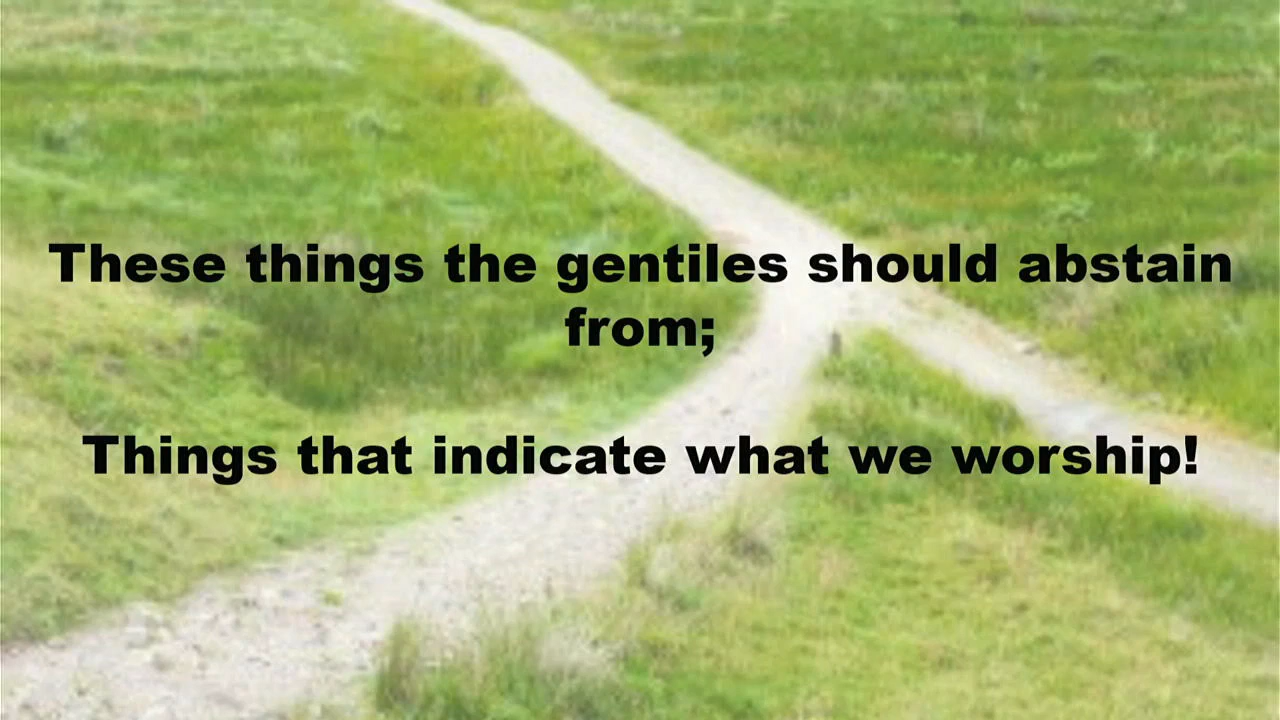 These things the gentiles should abstain
from;
Things that indicate what we worship!